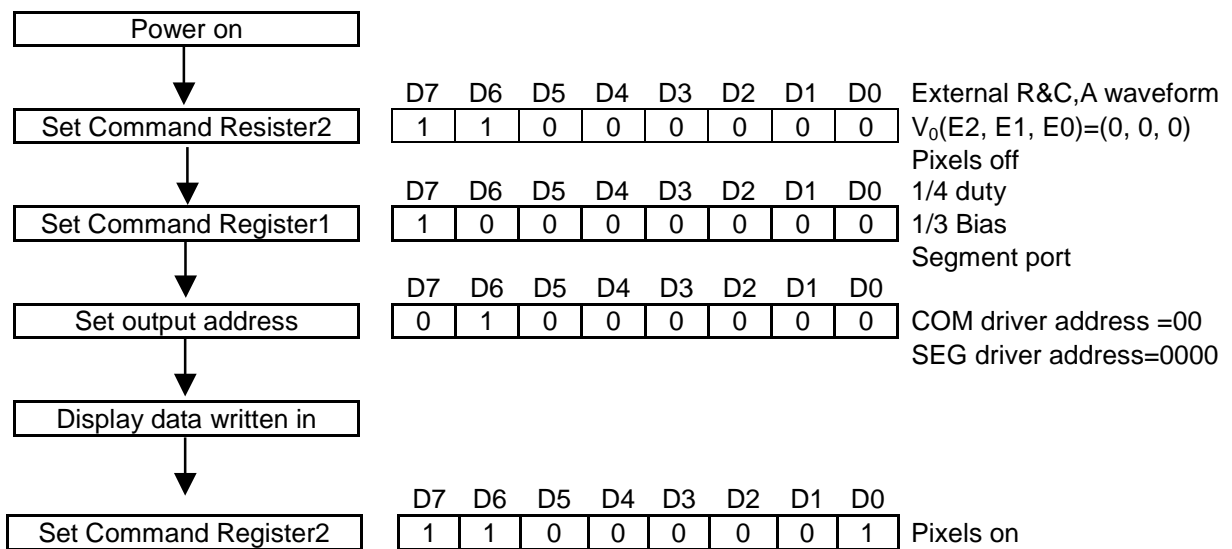 Power on
D7 D6 D5 D4 D3 D2 D1 D0 External R&C,A waveform
Set Command Resister2 1 1 0 0 0 0 0 0 V₀(E2, E1, E0)=(0, 0, 0)
Pixels off
D7 D6 D5 D4 D3 D2 D1 D0 1/4 duty
Set Command Register1 1 0 0 0 0 0 0 0 1/3 Bias
Segment port
D7 D6 D5 D4 D3 D2 D1 D0
Set output address 0 1 0 0 0 0 0 0 COM driver address =00
SEG driver address=0000
Display data written in
D7 D6 D5 D4 D3 D2 D1 D0
Set Command Register2 1 1 0 0 0 0 0 1 Pixels on